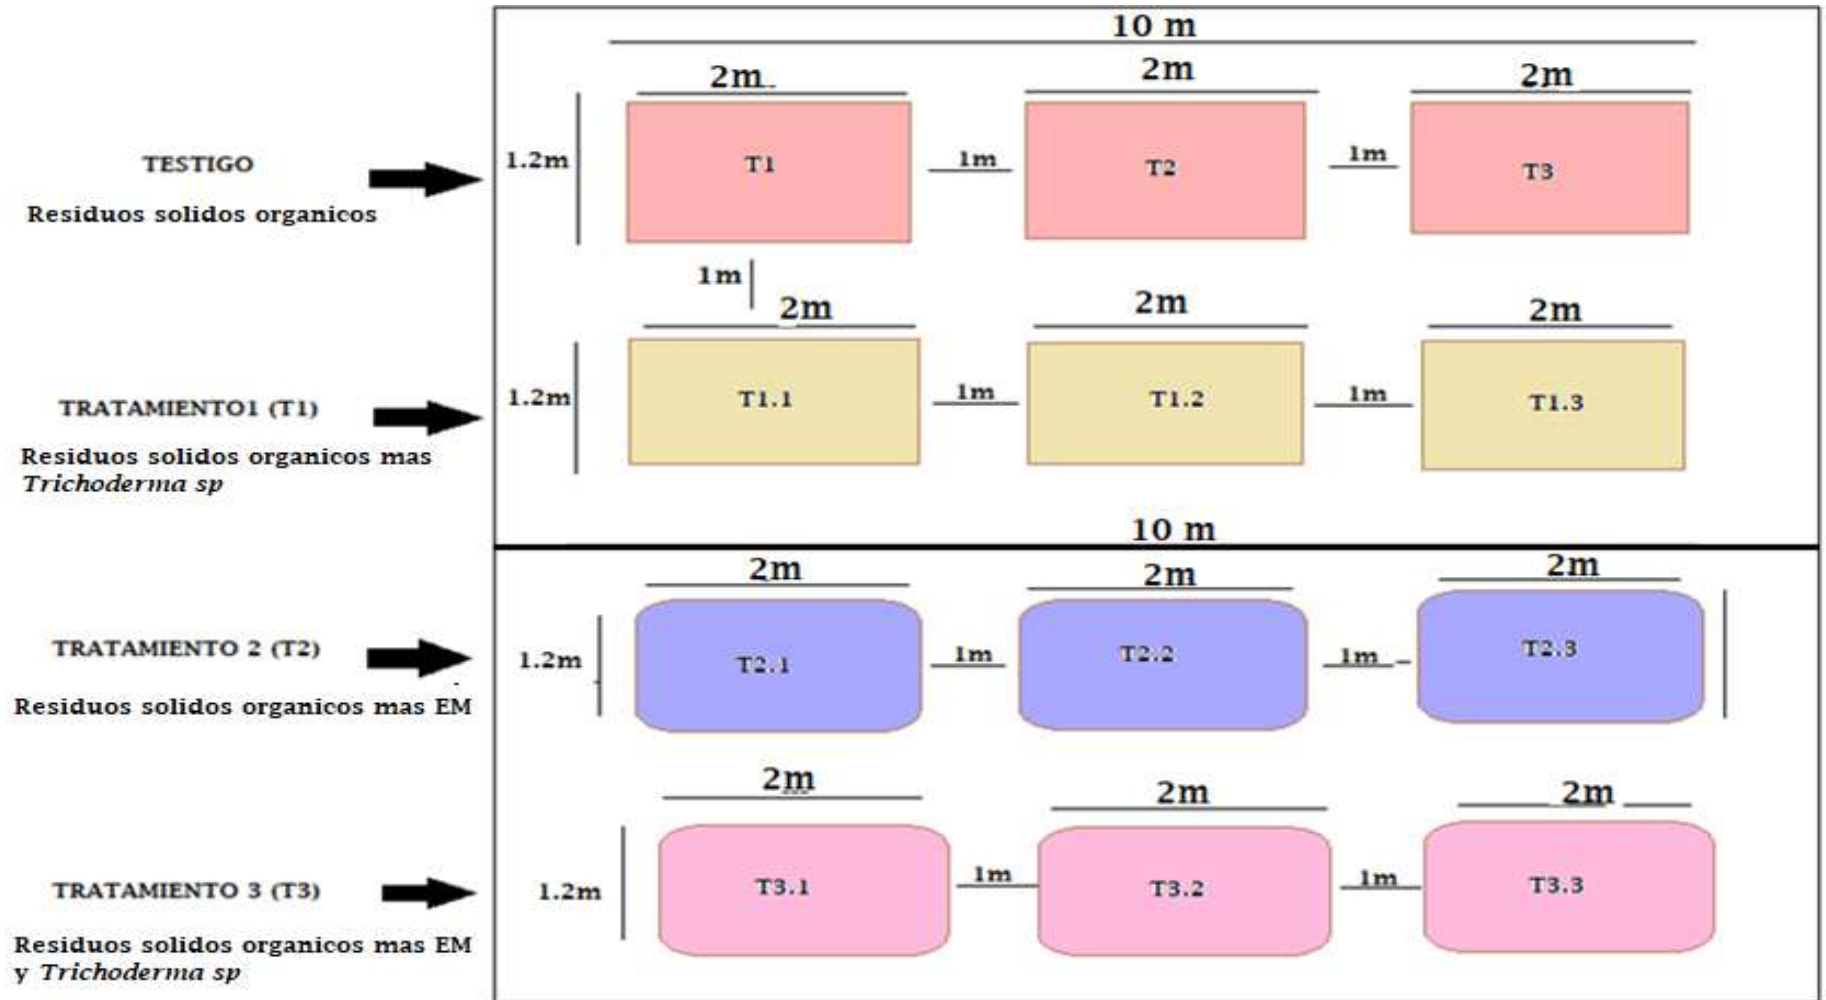 10 m
2m 2m 2m
TESTIGO
Residuos solidos organicos
1.2m T1 1m T2 1m T3
1m
2m 2m 2m
TRATAMIENTO1 (T1)
Residuos solidos organicos mas
Trichoderma sp
1.2m T1.1 1m T1.2 1m T1.3
10 m
2m 2m 2m
TRATAMIENTO 2 (T2)
Residuos solidos organicos mas EM
1.2m T2.1 1m T2.2 1m T2.3
2m 2m 2m
TRATAMIENTO 3 (T3)
Residuos solidos organicos mas EM
y Trichoderma sp
1.2m T3.1 1m T3.2 1m T3.3